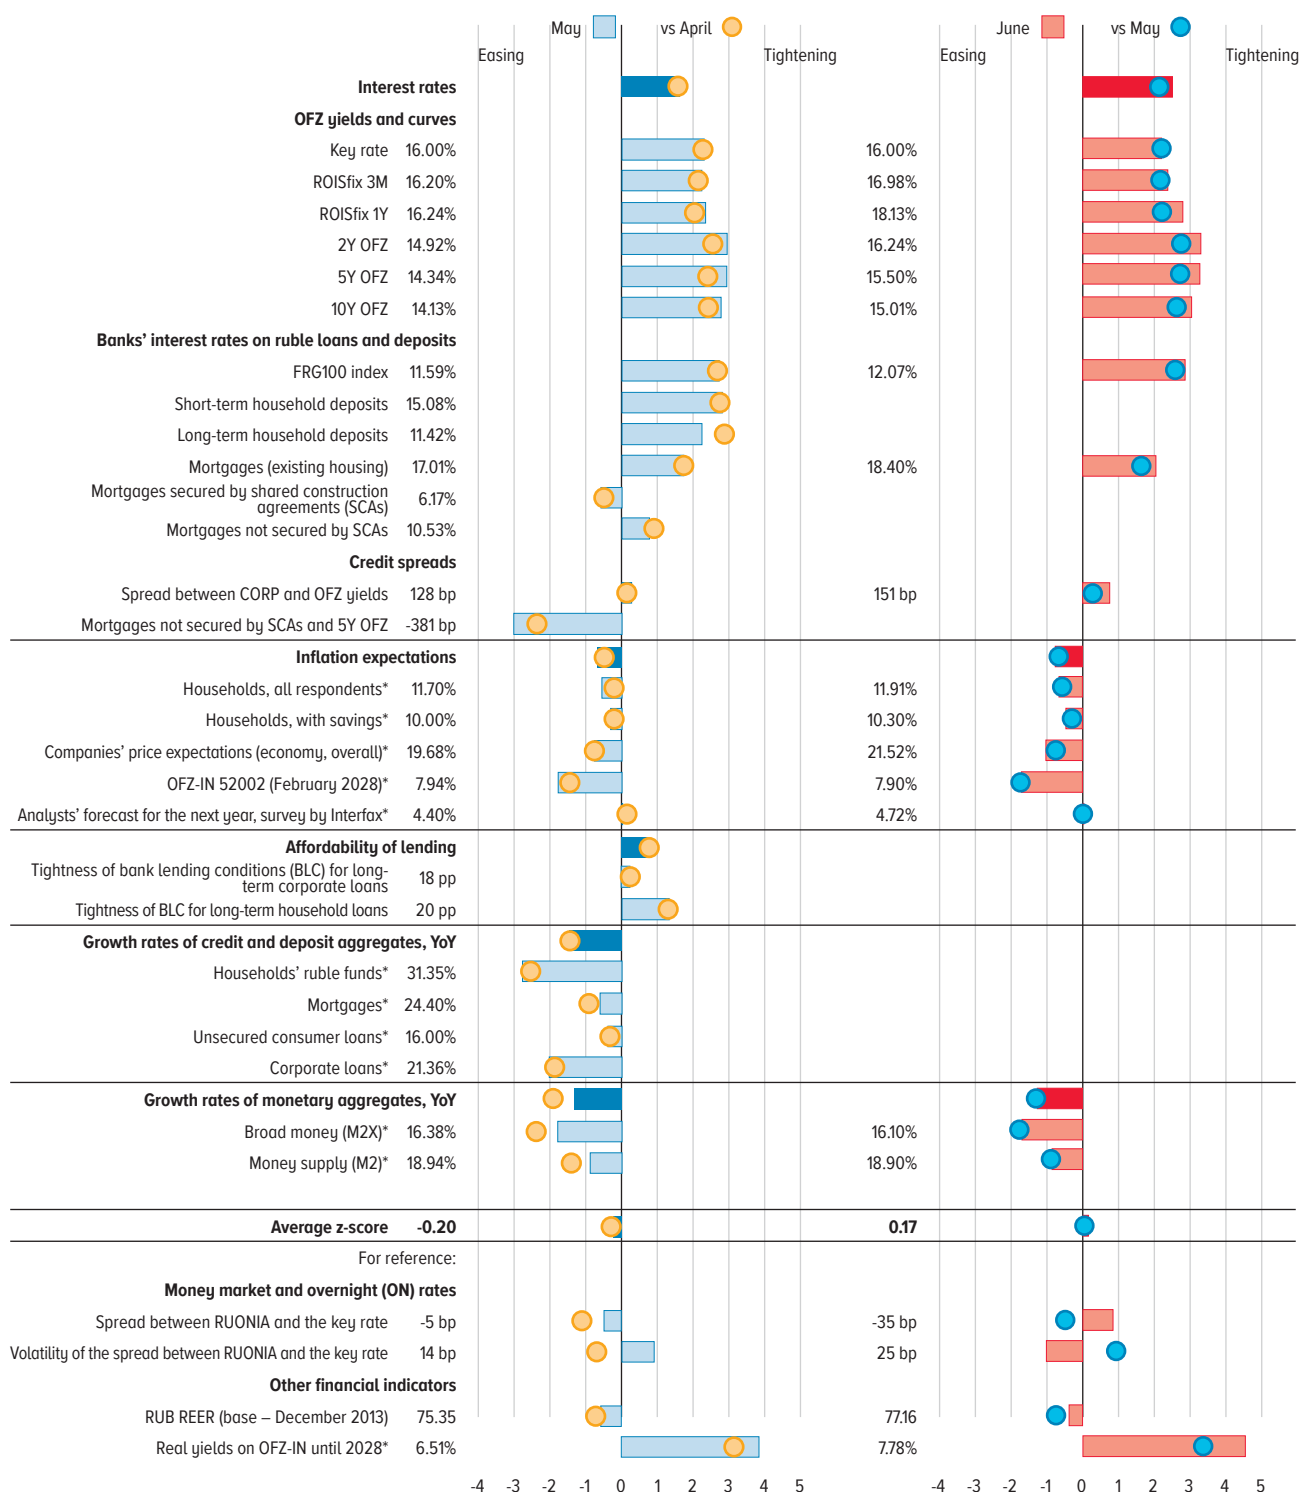 May vs April June vs May
Easing Tightening Easing Tightening
Interest rates
OFZ yields and curves
Key rate 16.00% 16.00%
ROISfix 3M 16.20% 16.98%
ROISfix 1Y 16.24% 18.13%
2Y OFZ 14.92% 16.24%
5Y OFZ 14.34% 15.50%
10Y OFZ 14.13% 15.01%
Banks' interest rates on ruble loans and deposits
FRG100 index 11.59% 12.07%
Short-term household deposits 15.08%
Long-term household deposits 11.42%
Mortgages (existing housing) 17.01% 18.40%
Mortgages secured by shared construction
agreements (SCAs) 6.17%
Mortgages not secured by SCAs 10.53%
Credit spreads
Spread between CORP and OFZ yields 128 bp 151 bp
Mortgages not secured by SCAs and 5Y OFZ -381 bp
Inflation expectations
Households, all respondents* 11.70% 11.91%
Households, with savings* 10.00% 10.30%
Companies' price expectations (economy, overall)* 19.68% 21.52%
OFZ-IN 52002 (February 2028)* 7.94% 7.90%
Analysts' forecast for the next year, survey by Interfax* 4.40% 4.72%
Affordability of lending
Tightness of bank lending conditions (BLC) for long-
term corporate loans 18 pp
Tightness of BLC for long-term household loans 20 pp
Growth rates of credit and deposit aggregates, YoY
Households' ruble funds* 31.35%
Mortgages* 24.40%
Unsecured consumer loans* 16.00%
Corporate loans* 21.36%
Growth rates of monetary aggregates, YoY
Broad money (M2X)* 16.38% 16.10%
Money supply (M2)* 18.94% 18.90%
Average z-score -0.20 0.17
For reference:
Money market and overnight (ON) rates
Spread between RUONIA and the key rate -5 bp -35 bp
Volatility of the spread between RUONIA and the key rate 14 bp 25 bp
Other financial indicators
RUB REER (base – December 2013) 75.35 77.16
Real yields on OFZ-IN until 2028* 6.51% 7.78%
-4 -3 -2 -1 0 1 2 3 4 5 -4 -3 -2 -1 0 1 2 3 4 5